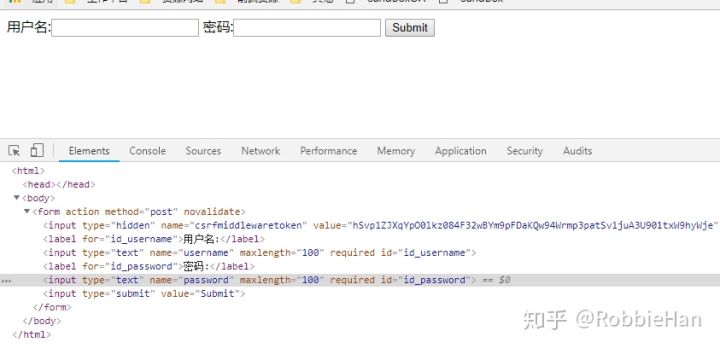 用户名: 密码: Submit
Elements Console Sources Network Performance Memory Application Security Audits
<html>
<head></head>
▼<body>
▼<form action method="post" novalidate>
<input type="hidden" name="csrfmiddlewaretoken" value="hSvp1ZJXqYpO0lkz084F32wBYm9pFDaKQw94Wrmp3patSv1juA3U901txW9hyWje"
<label for="id_username">用户名:</label>
<input type="text" name="username" maxlength="100" required id="id_username">
<label for="id_password">密码:</label>
... <input type="text" name="password" maxlength="100" required id="id_password"> == $0
<input type="submit" value="Submit">
</form>
</body>
</html>
知乎 @RobbieHan